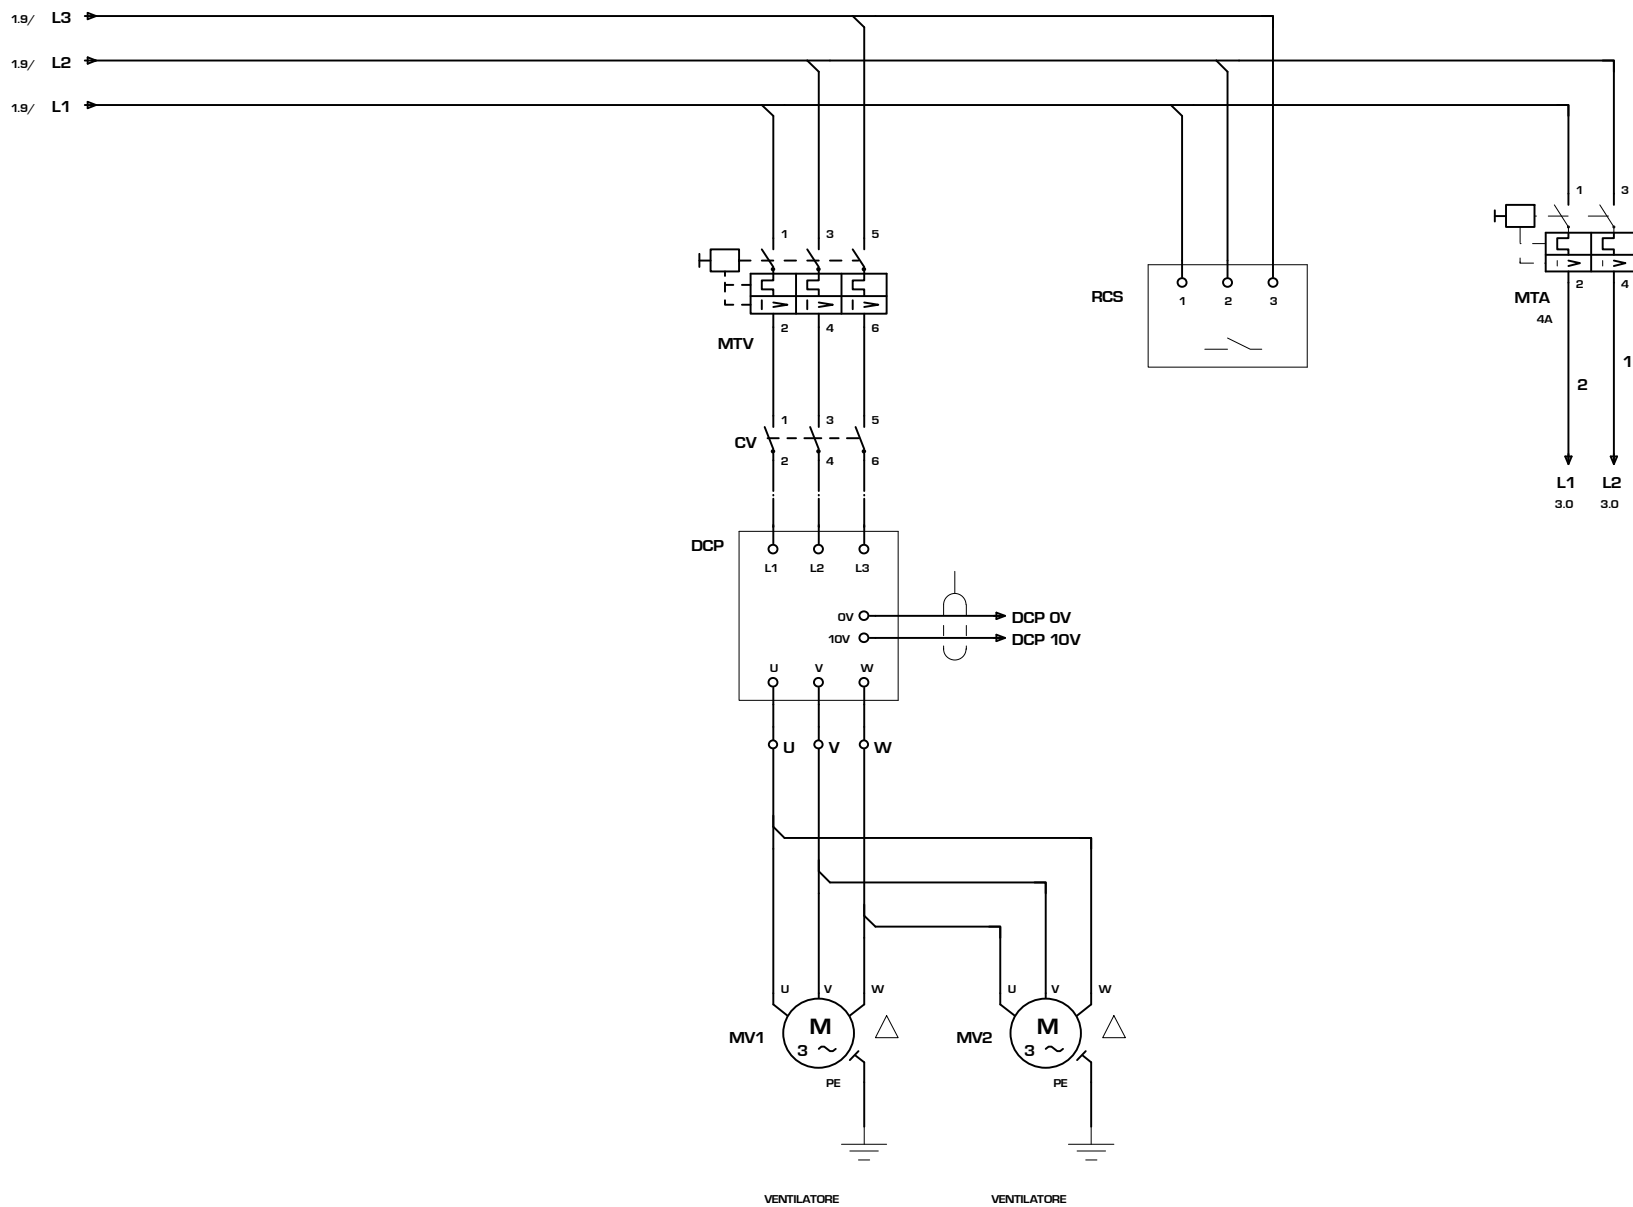 1.9/ L3
1.9/ L2
1.9/ L1
1 3
1 3 5
RCS 1 2 3
2 4
MTA
4A
2 4 6
MTV
1
2
1 3 5
CV
2 4 6
L1 L2
3.0 3.0
DCP
L1 L2 L3
0V DCP 0V
10V DCP 10V
U V W
U V W
U V W U V W
M M
MV1 MV2
3 3
PE PE
VENTILATORE VENTILATORE